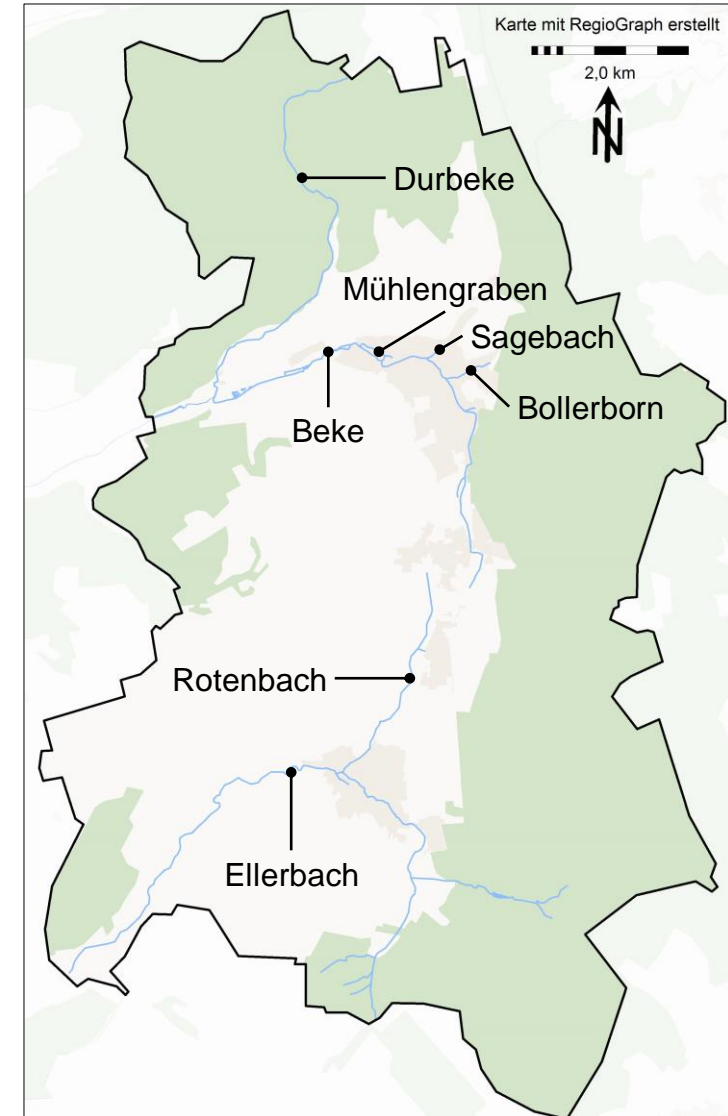 Karte mit RegioGraph erstellt
2,0 km
N
Durbeke
Mühlengraben
Sagebach
Beke
Bollerborn
Rotenbach
Ellerbach